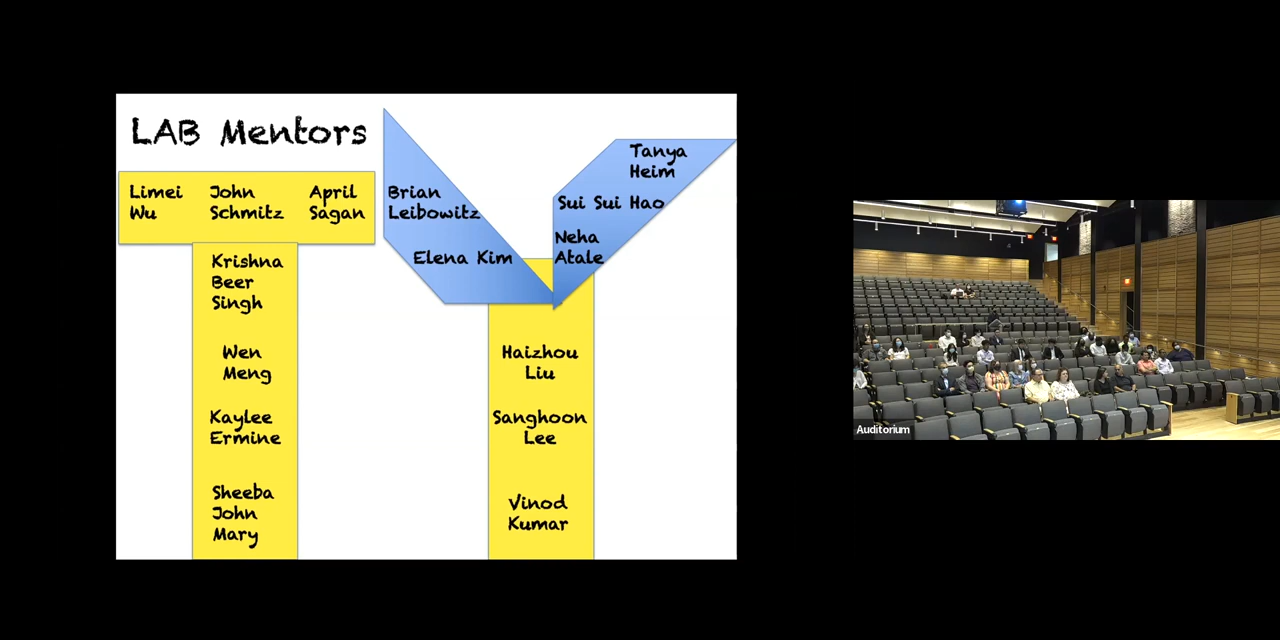 LAB Mentors
Limei
Wu
John
Schmitz
April
Sagan
Krishna
Beer
Singh
Wen
Meng
Kaylee
Ermine
Sheeba
John
Mary
Brian
Leibowitz
Elena Kim
Tanya
Heim
Sui Sui Hao
Neha
Atale
Haizhou
Liu
Sanghoon
Lee
Vinod
Kumar
Auditorium